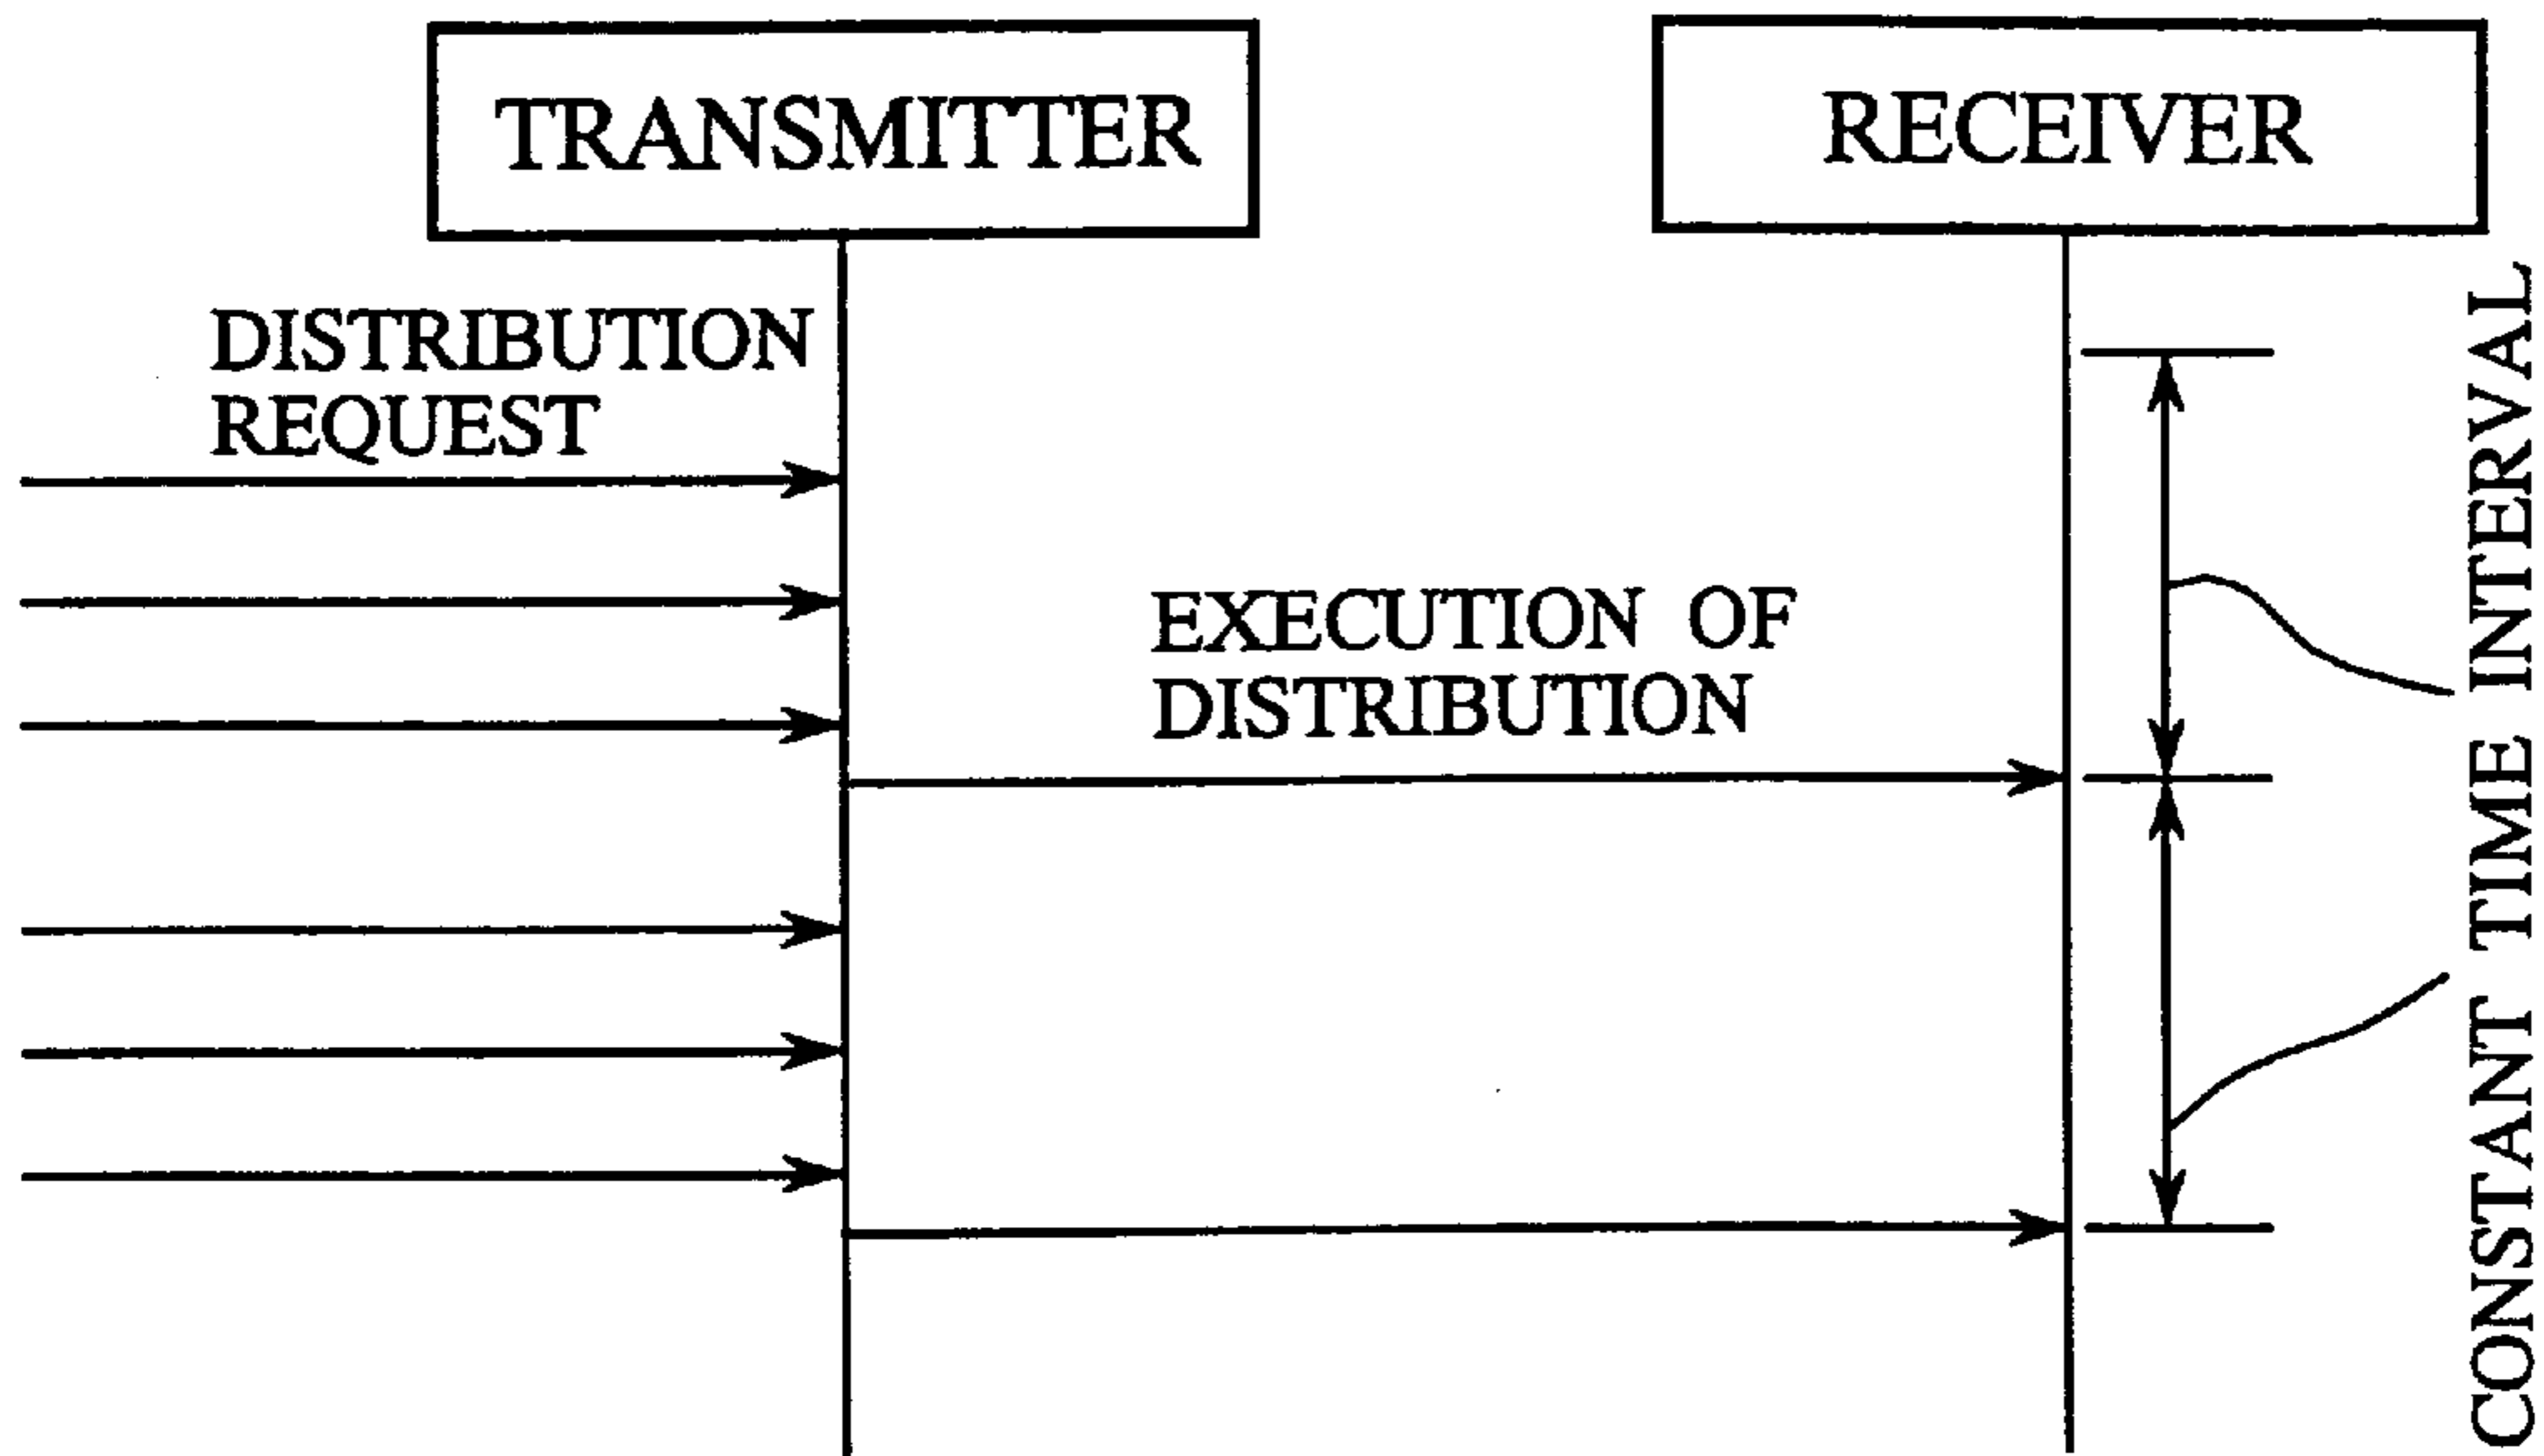 TRANSMITTER
RECEIVER
DISTRIBUTION
REQUEST
EXECUTION OF
DISTRIBUTION
CONSTANT TIME INTERVAL